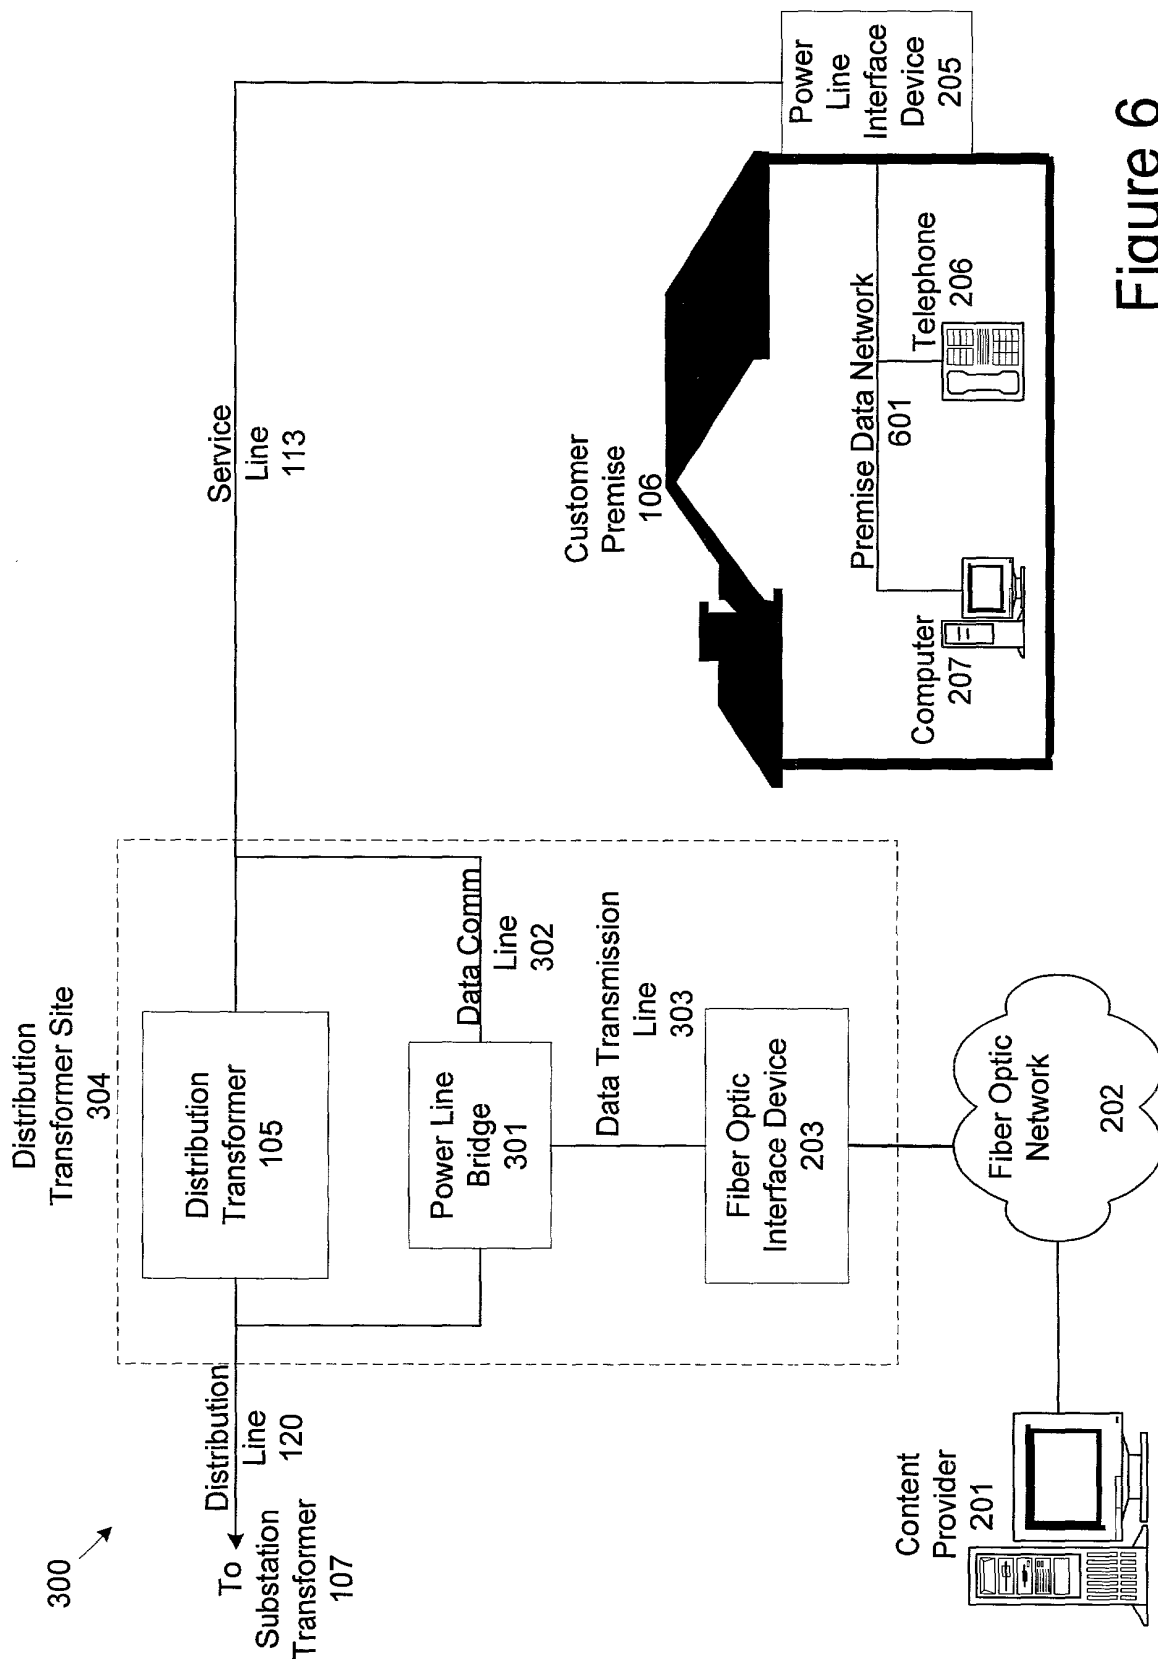 300
To
Substation
Transformer
107
Distribution
Line
120
Distribution
Transformer Site
304
Distribution
Transformer
105
Power Line
Bridge
301
Data Comm
Line
302
Data Transmission
Line
303
Fiber Optic
Interface Device
203
Service
Line
113
Customer
Premise
106
Power
Line
Interface
Device
205
Premise Data Network
601
Telephone
206
Computer
207
Content
Provider
201
Fiber Optic
Network
202
Figure 6